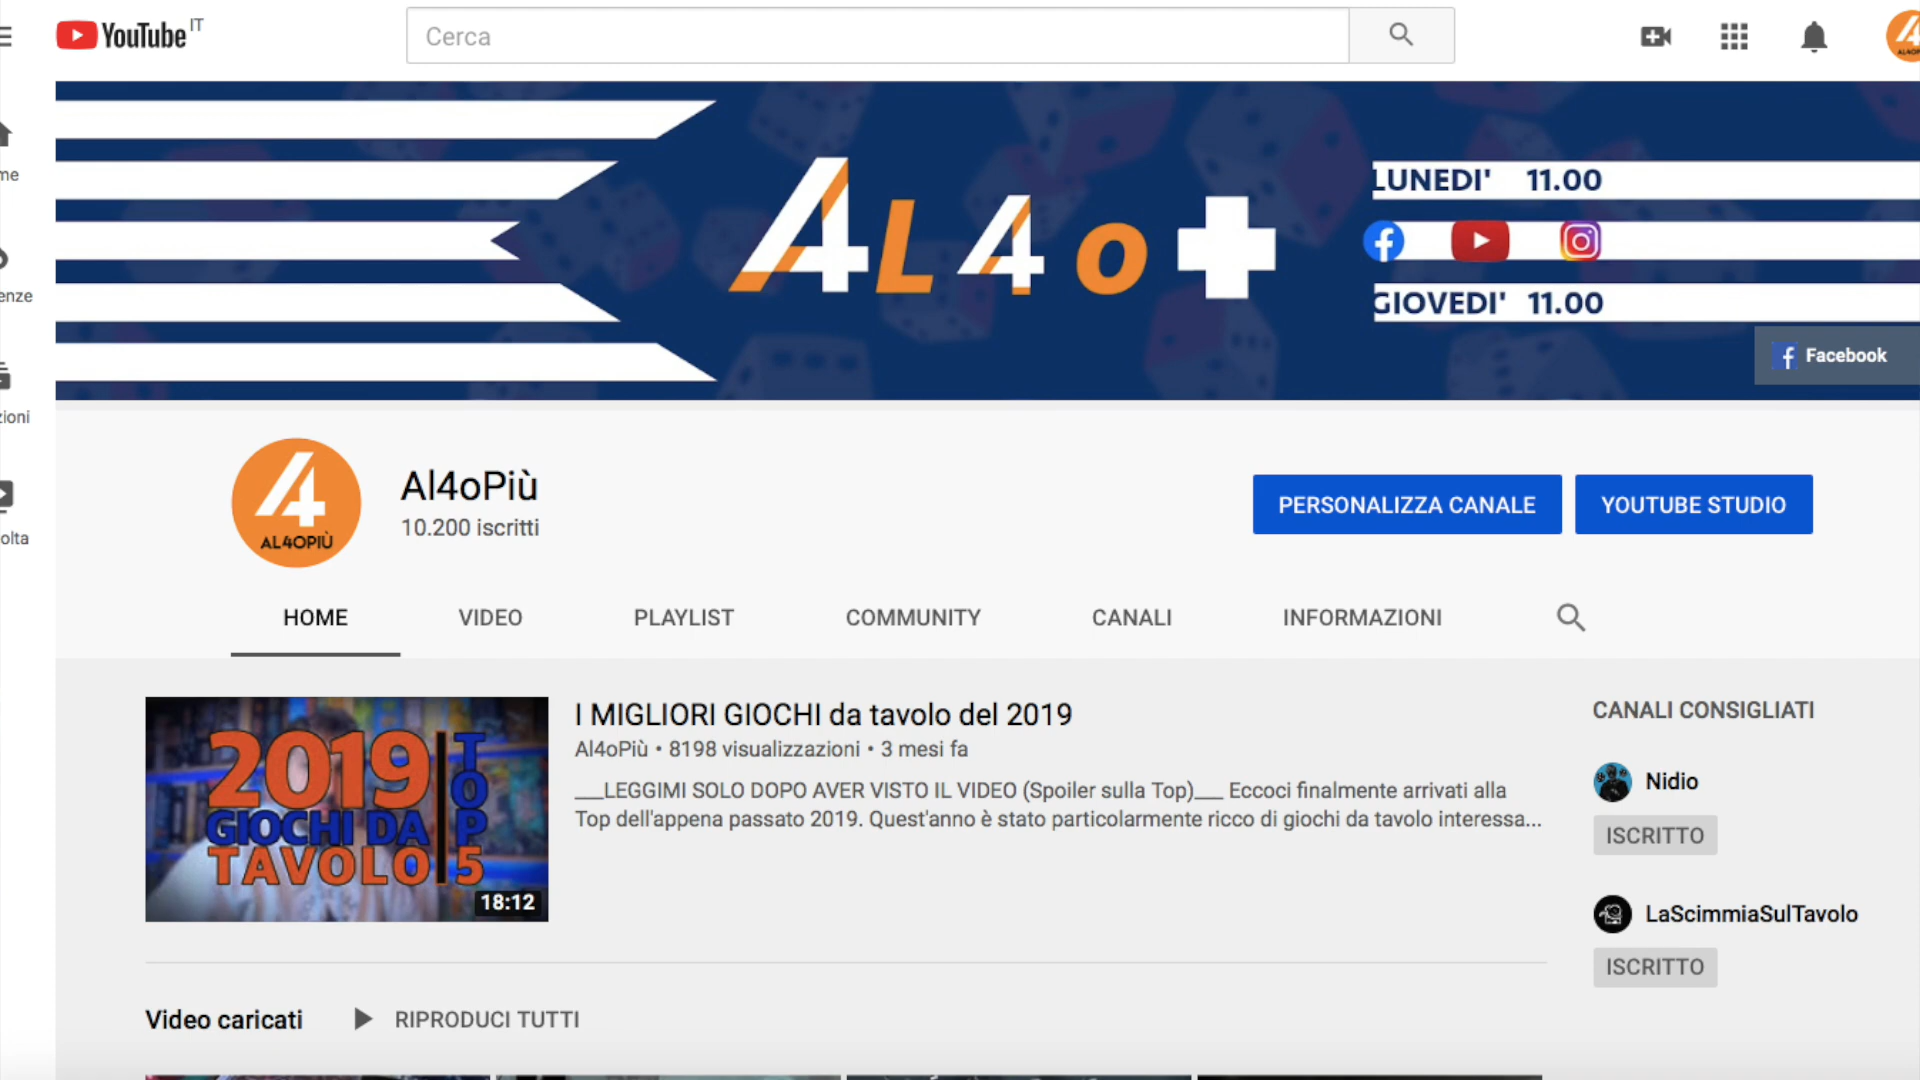 YouTube IT
Cerca
AL4O+
LUNEDI' 11.00
GIOVEDI' 11.00
Facebook
me
enze
zioni
olta
AL4OPIÙ
Al4oPiù
10.200 iscritti
PERSONALIZZA CANALE
YOUTUBE STUDIO
HOME
VIDEO
PLAYLIST
COMMUNITY
CANALI
INFORMAZIONI
2019
GIOCHI DA
TAVOLO
TOP
5
18:12
I MIGLIORI GIOCHI da tavolo del 2019
Al4oPiù • 8198 visualizzazioni • 3 mesi fa
___LEGGIMI SOLO DOPO AVER VISTO IL VIDEO (Spoiler sulla Top)___ Eccoci finalmente arrivati alla
Top dell'appena passato 2019. Quest'anno è stato particolarmente ricco di giochi da tavolo interessa...
CANALI CONSIGLIATI
Nidio
ISCRITTO
LaScimmiaSulTavolo
ISCRITTO
Video caricati
RIPRODUCI TUTTI